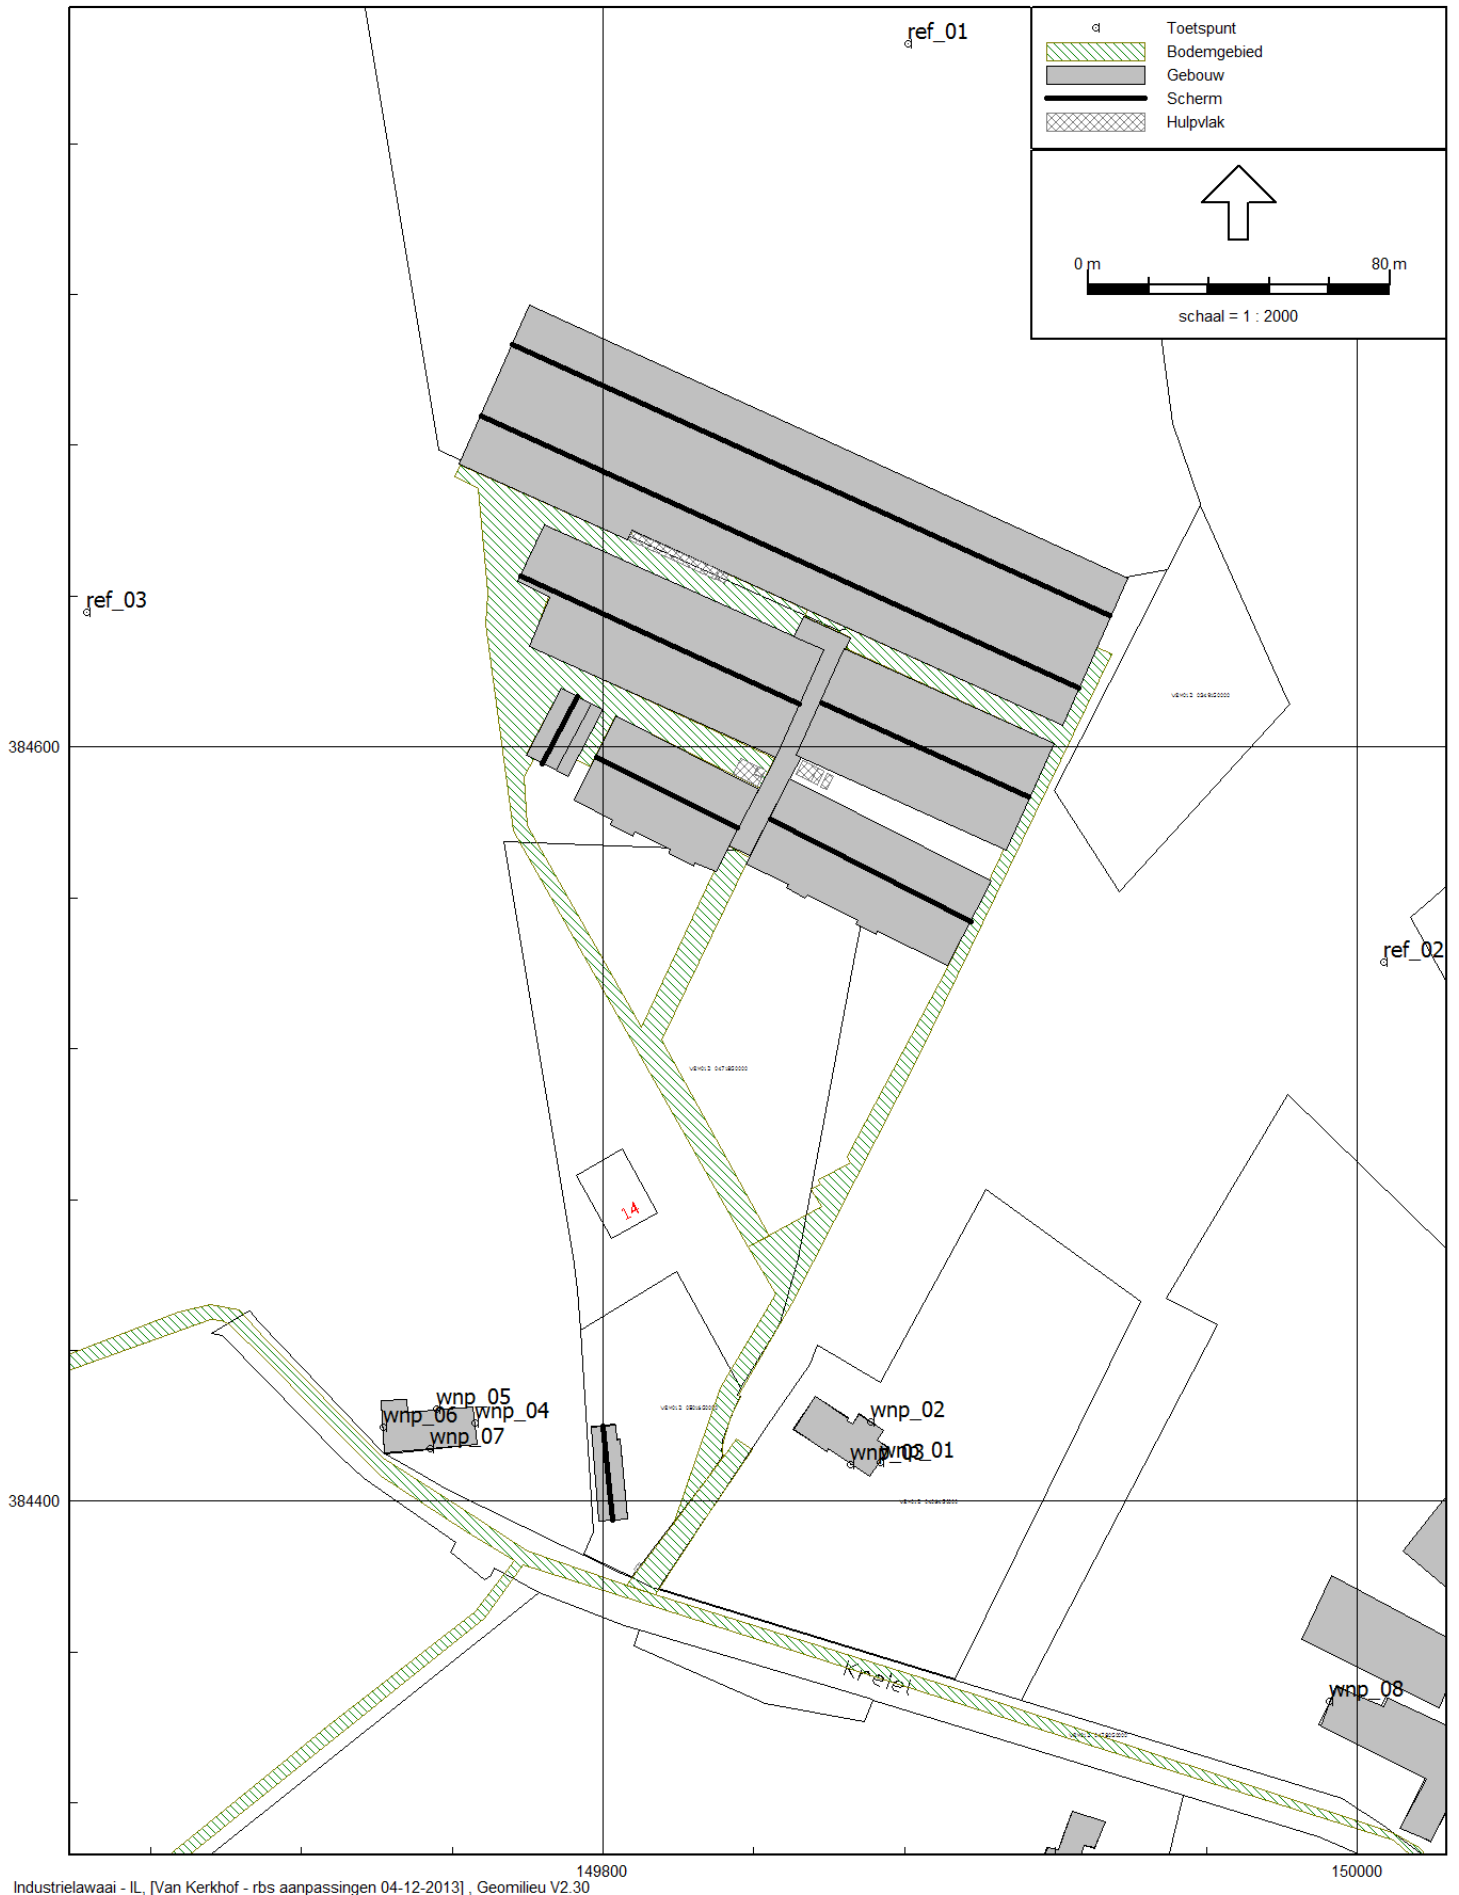 ref_01
Toetspunt
Bodemgebied
Gebouw
Scherm
Hulpvlak
0 m 80 m
schaal = 1 : 2000
ref_03
384600
ref_02
14
wnp_05
wnp_06
wnp_04
wnp_07
wnp_02
wnp_03
wnp_01
384400
Kreiel
wnp_08
149800 150000
Industrielawaai - IL, [Van Kerkhof - rbs aanpassingen 04-12-2013] , Geomilieu V2.30